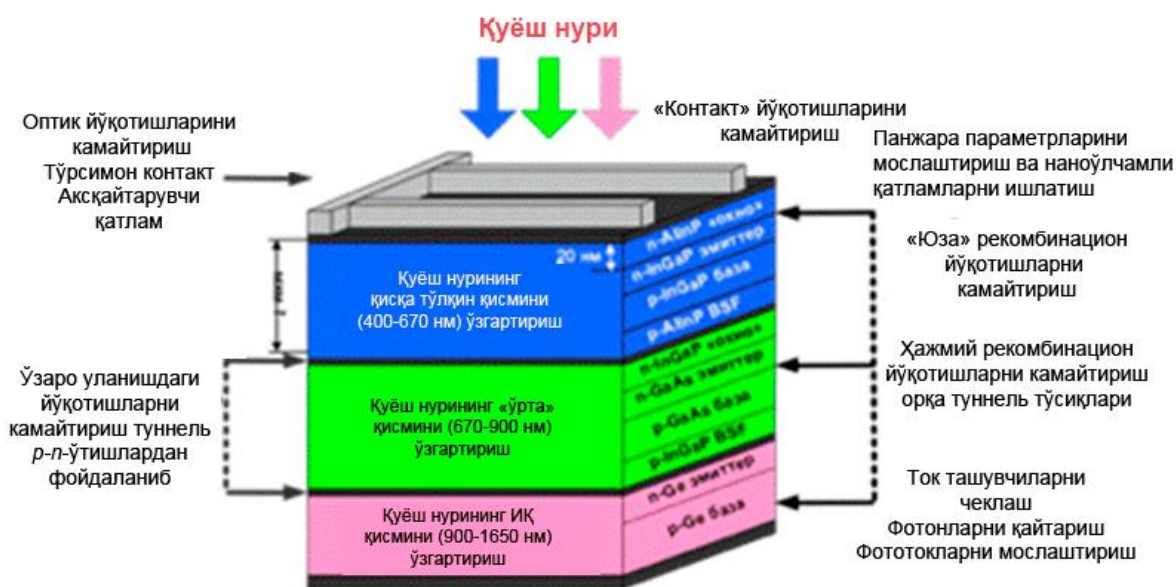 Қуёш нури
Оптик йўқотишларини
камайтириш
Тўрсимон контакт
Аксқайтарувчи
қатлам
«Контакт» йўқотишларини
камайтириш
Панжара параметрларини
мослаштириш ва наноўлчамли
қатламларни ишлатиш
«Юза» рекомбинацион
йўқотишларни
камайтириш
Ҳажмий рекомбинацион
йўқотишларни камайтириш
орқа туннель тўсиқлари
Ток ташувчиларни
чеклаш
Фотонларни қайтариш
Фототокларни мослаштириш
Ўзаро уланишдаги
йўқотишларни
камайтириш туннель
p-n-ўтишлардан
фойдаланиб
20 нм
Қуёш нурининг
қисқа тўлқин қисмини
(400-670 нм) ўзгартириш
n-AlInP «окно»
n-InGaP эмиттер
p-InGaP база
p-AlInP BSF
Қуёш нурининг «ўрта»
қисмини (670-900 нм)
ўзгартириш
n-InGaP «окно»
n-GaAs эмиттер
p-GaAs база
p-InGaP BSF
Қуёш нурининг ИҚ
қисмини (900-1650 нм)
ўзгартириш
n-Ge эмиттер
p-Ge база